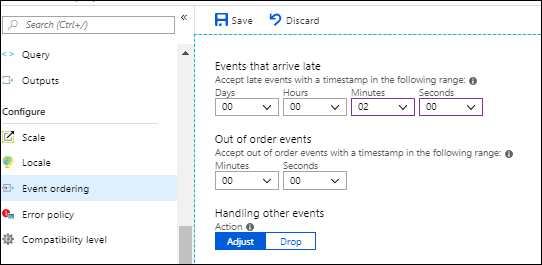 «
Search (Ctrl+/)
<> Query
Outputs
Configure
Scale
Locale
Event ordering
Error policy
Compatibility level
Save Discard
Events that arrive late
Accept late events with a timestamp in the following range:
Days Hours Minutes Seconds
00 00 02 00
Out of order events
Accept out of order events with a timestamp in the following range:
Minutes Seconds
00 00
Handling other events
Action
Adjust Drop